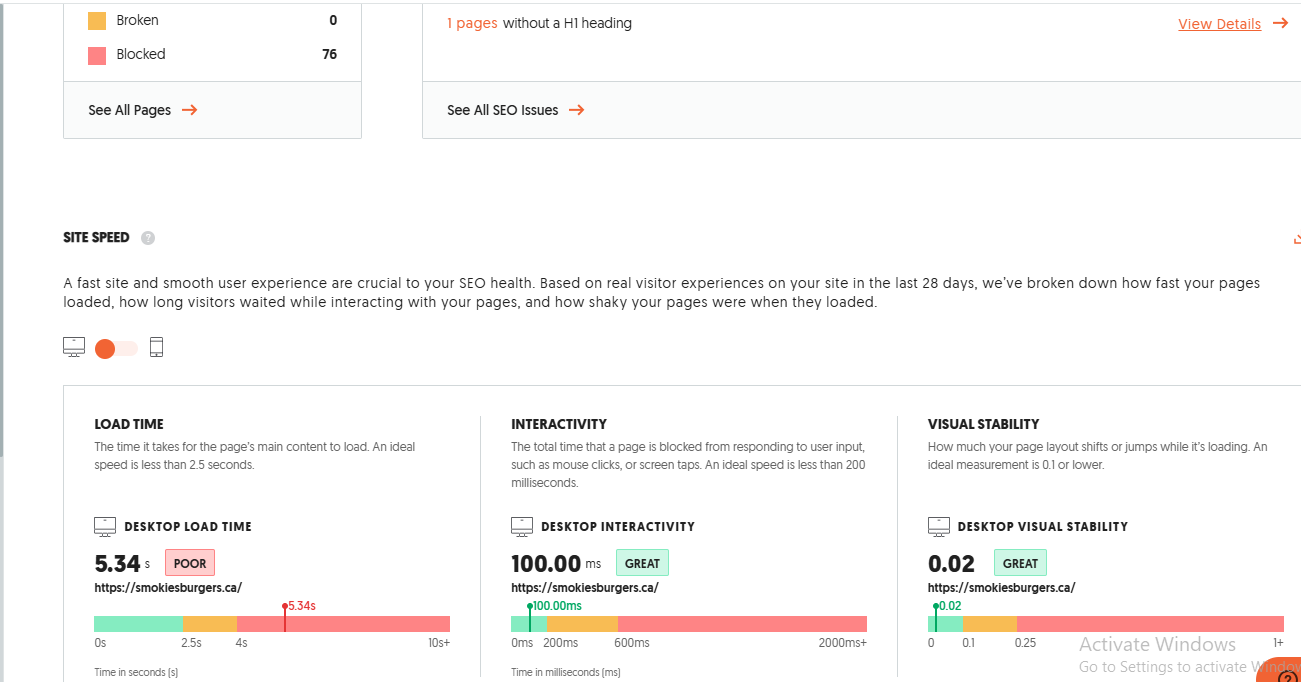 Broken 0
1 pages without a H1 heading
View Details
Blocked 76
See All Pages
See All SEO Issues
SITE SPEED ?
A fast site and smooth user experience are crucial to your SEO health. Based on real visitor experiences on your site in the last 28 days, we've broken down how fast your pages
loaded, how long visitors waited while interacting with your pages, and how shaky your pages were when they loaded.
LOAD TIME
The time it takes for the page's main content to load. An ideal
speed is less than 2.5 seconds.
DESKTOP LOAD TIME
5.34 s POOR
https://smokiesburgers.ca/
5.34s
0s 2.5s 4s 10s+
Time in seconds (s)
INTERACTIVITY
The total time that a page is blocked from responding to user input,
such as mouse clicks, or screen taps. An ideal speed is less than 200
milliseconds.
DESKTOP INTERACTIVITY
100.00 ms GREAT
https://smokiesburgers.ca/
100.00ms
0ms 200ms 600ms 2000ms+
Time in milliseconds (ms)
VISUAL STABILITY
How much your page layout shifts or jumps while it's loading. An
ideal measurement is 0.1 or lower.
DESKTOP VISUAL STABILITY
0.02 GREAT
https://smokiesburgers.ca/
0.02
0 0.1 0.25 1+
Activate Windows
Go to Settings to activate Windows
?